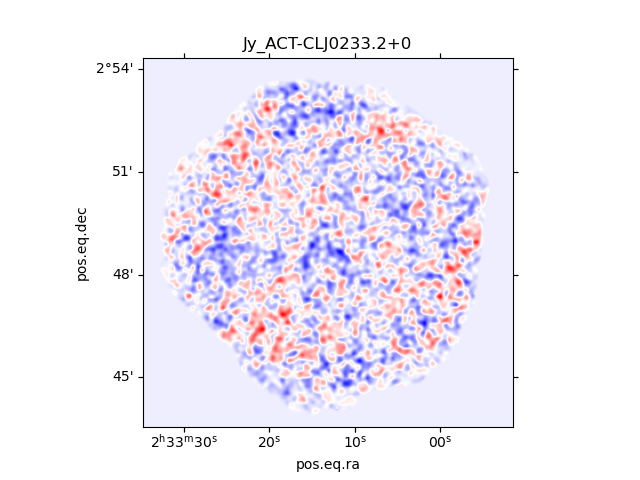 Jy_ACT-CLJ0233.2+0
2°54'
51'
48'
45'
pos.eq.dec
2ʰ33ᵐ30ˢ 20ˢ 10ˢ 00ˢ
pos.eq.ra